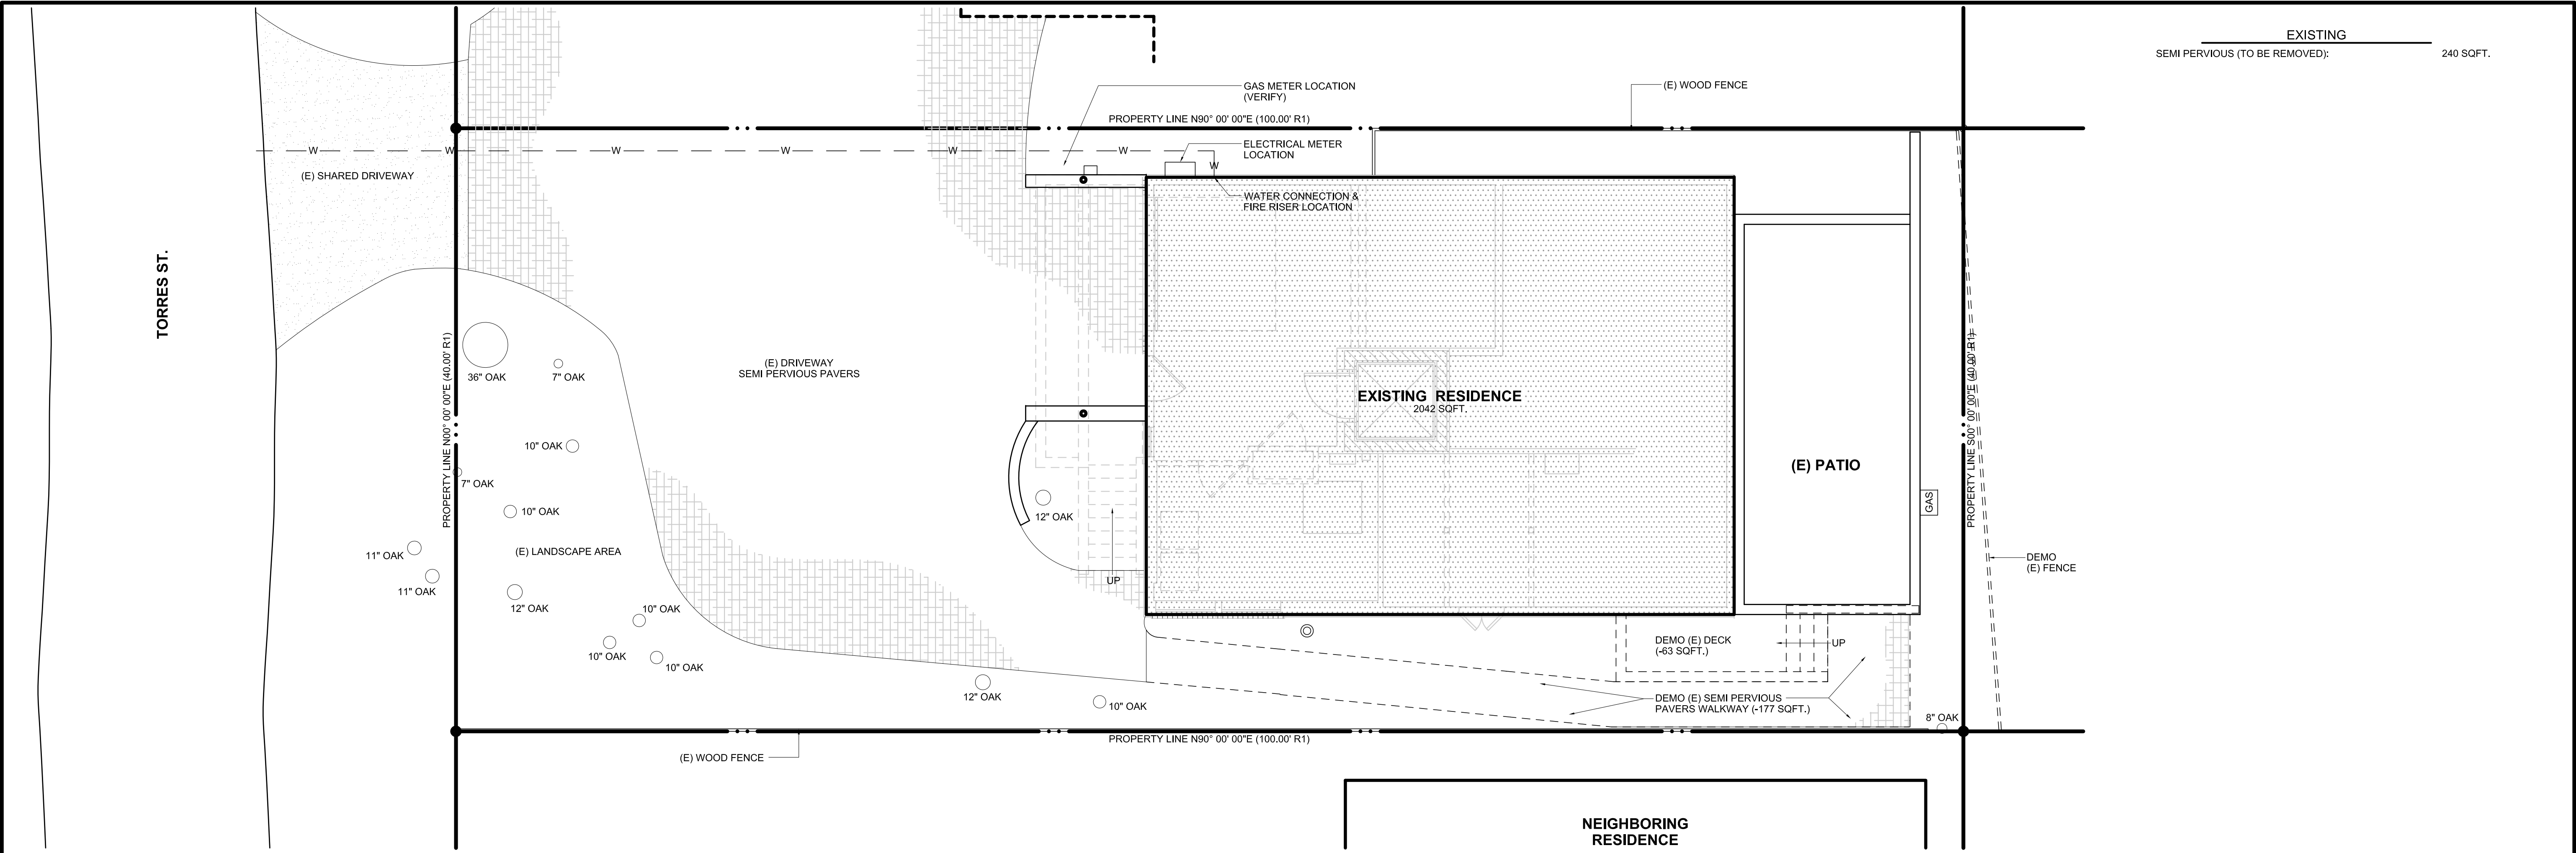 EXISTING
SEMI PERVIOUS (TO BE REMOVED): 240 SQFT.
GAS METER LOCATION
(VERIFY)
(E) WOOD FENCE
PROPERTY LINE N90° 00' 00"E (100.00' R1)
W W W W W W
ELECTRICAL METER
LOCATION
W
(E) SHARED DRIVEWAY
WATER CONNECTION &
FIRE RISER LOCATION
TORRES ST.
PROPERTY LINE N00° 00' 00"E (40.00' R1)
36" OAK
7" OAK
(E) DRIVEWAY
SEMI PERVIOUS PAVERS
EXISTING RESIDENCE
2042 SQFT.
PROPERTY LINE S00° 00' 00"E (40.00' R1)
10" OAK
(E) PATIO
7" OAK
10" OAK
12" OAK
GAS
11" OAK
(E) LANDSCAPE AREA
DEMO
(E) FENCE
11" OAK
UP
12" OAK
10" OAK
10" OAK
10" OAK
DEMO (E) DECK
(-63 SQFT.)
UP
12" OAK
10" OAK
DEMO (E) SEMI PERVIOUS
PAVERS WALKWAY (-177 SQFT.)
8" OAK
PROPERTY LINE N90° 00' 00"E (100.00' R1)
(E) WOOD FENCE
NEIGHBORING
RESIDENCE